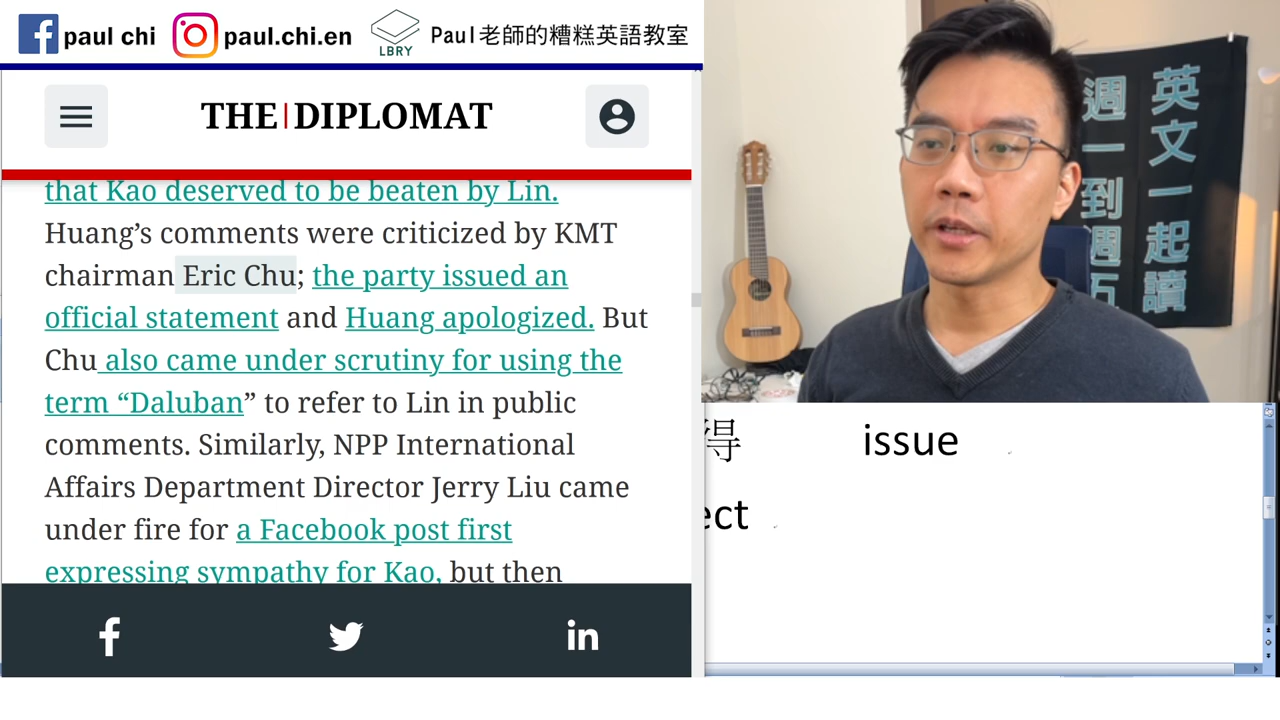 paul chi
paul.chi.en
LBRY
Paul老師的糟糕英語教室
THE|DIPLOMAT
that Kao deserved to be beaten by Lin.
Huang’s comments were criticized by KMT
chairman Eric Chu; the party issued an
official statement and Huang apologized. But
Chu also came under scrutiny for using the
term “Daluban” to refer to Lin in public
comments. Similarly, NPP International
Affairs Department Director Jerry Liu came
under fire for a Facebook post first
expressing sympathy for Kao, but then
英文一起讀
週一到週五
得 issue
ect